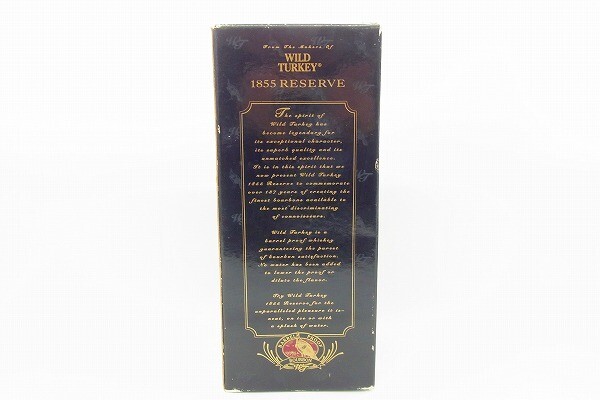 From The Makers Of
WILD
TURKEY®
1855 RESERVE
The spirit of
Wild Turkey has
become legendary for
its exceptional character,
its superb quality and its
unmatched excellence.
It is in this spirit that we
now present Wild Turkey
1855 Reserve to commemorate
over 137 years of creating the
finest bourbons available to
the most discriminating
of connoisseurs.
Wild Turkey is a
barrel proof whiskey
guaranteeing the purest
of bourbon satisfaction.
No water has been added
to lower the proof or
dilute the flavor.
Try Wild Turkey
1855 Reserve for the
unparalleled pleasure it is-
neat, on ice or with
a splash of water.
BARREL PROOF
BOURBON
WT